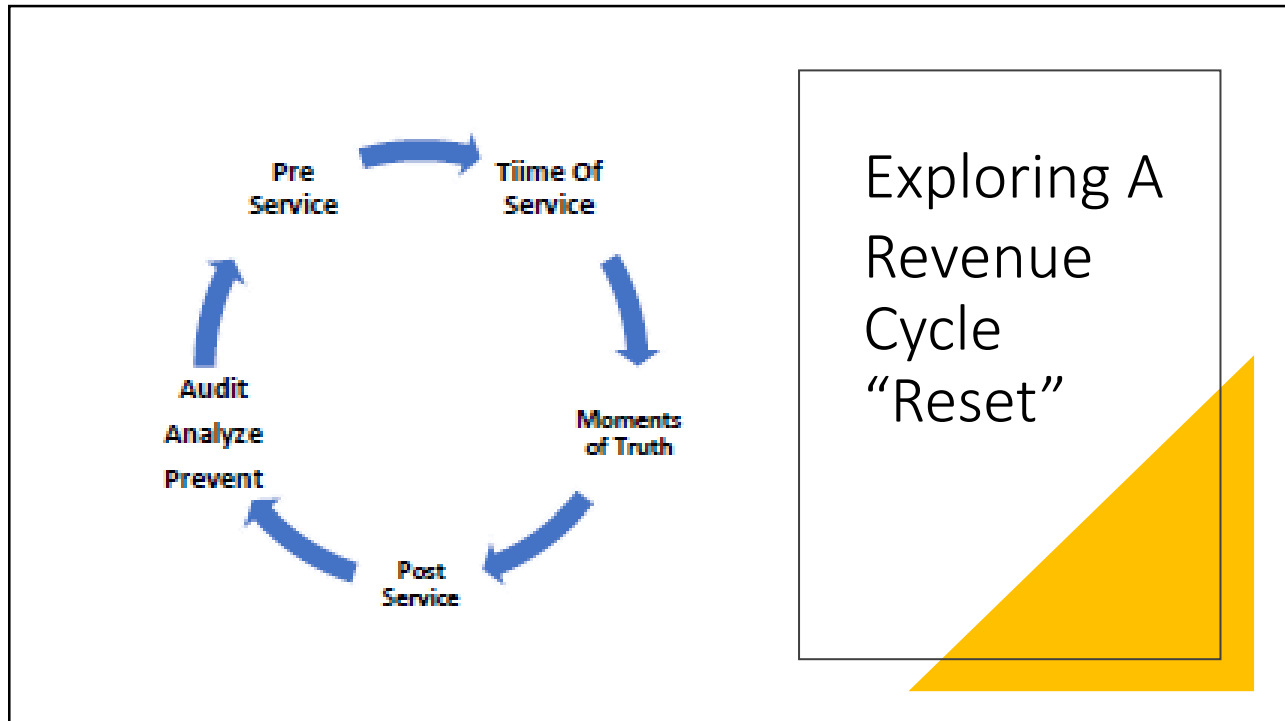 Pre
Service
Tiime Of
Service
Moments
of Truth
Post
Service
Audit
Analyze
Prevent
Exploring A
Revenue
Cycle
“Reset”